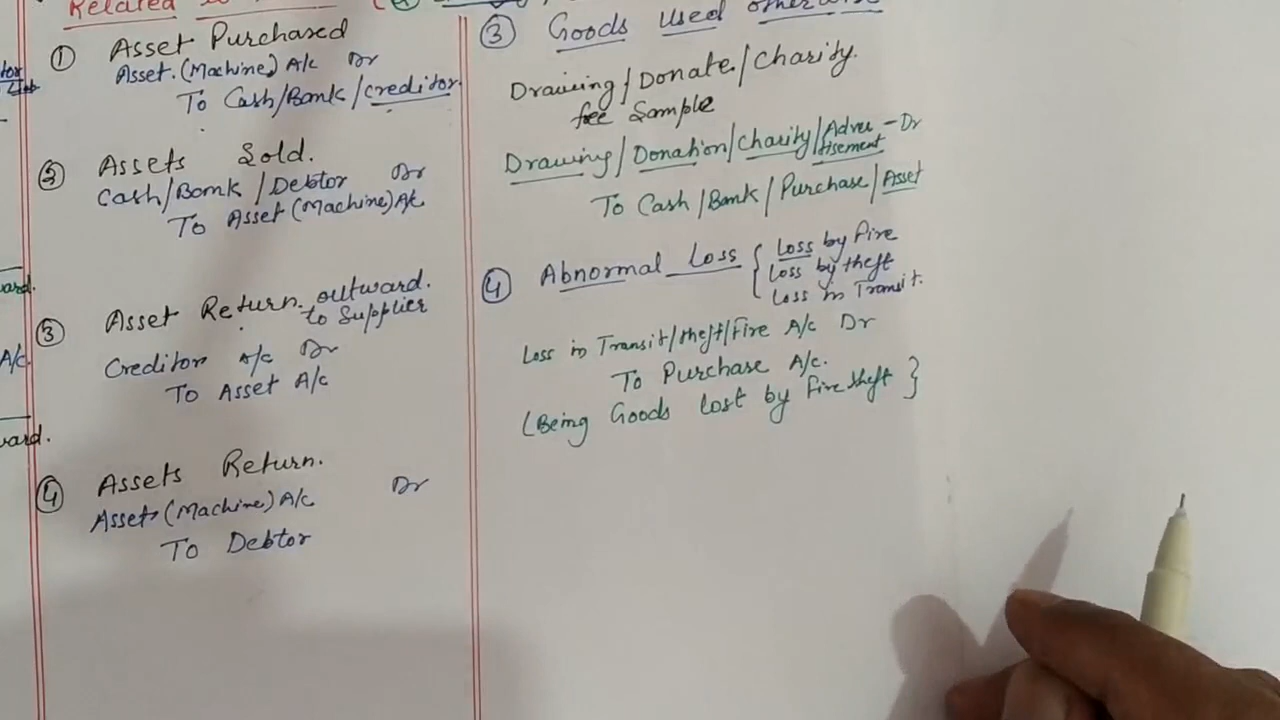 Related
① Asset Purchased
Asset.(Machine) A/c Dr
To Cash/Bank/creditor.
② Assets Sold.
Cash/Bank/Debtor Dr
To Asset (Machine) A/c
③ Asset Return outward.
to Supplier
Creditor A/c Dr
To Asset A/c
④ Assets Return.
Assets (Machine) A/c Dr
To Debtor
③ Goods Used otherwise
Drawing/Donate/Charity.
free Sample
Drawing/Donation/Charity/Adver - Dr
tisement
To Cash/Bank/Purchase/Asset
④ Abnormal Loss { Loss by Fire
Loss by theft
Loss in Transit.
Loss in Transit/theft/Fire A/c Dr
To Purchase A/c.
(Being Goods lost by Fire theft }
ward.
A/c
ward.